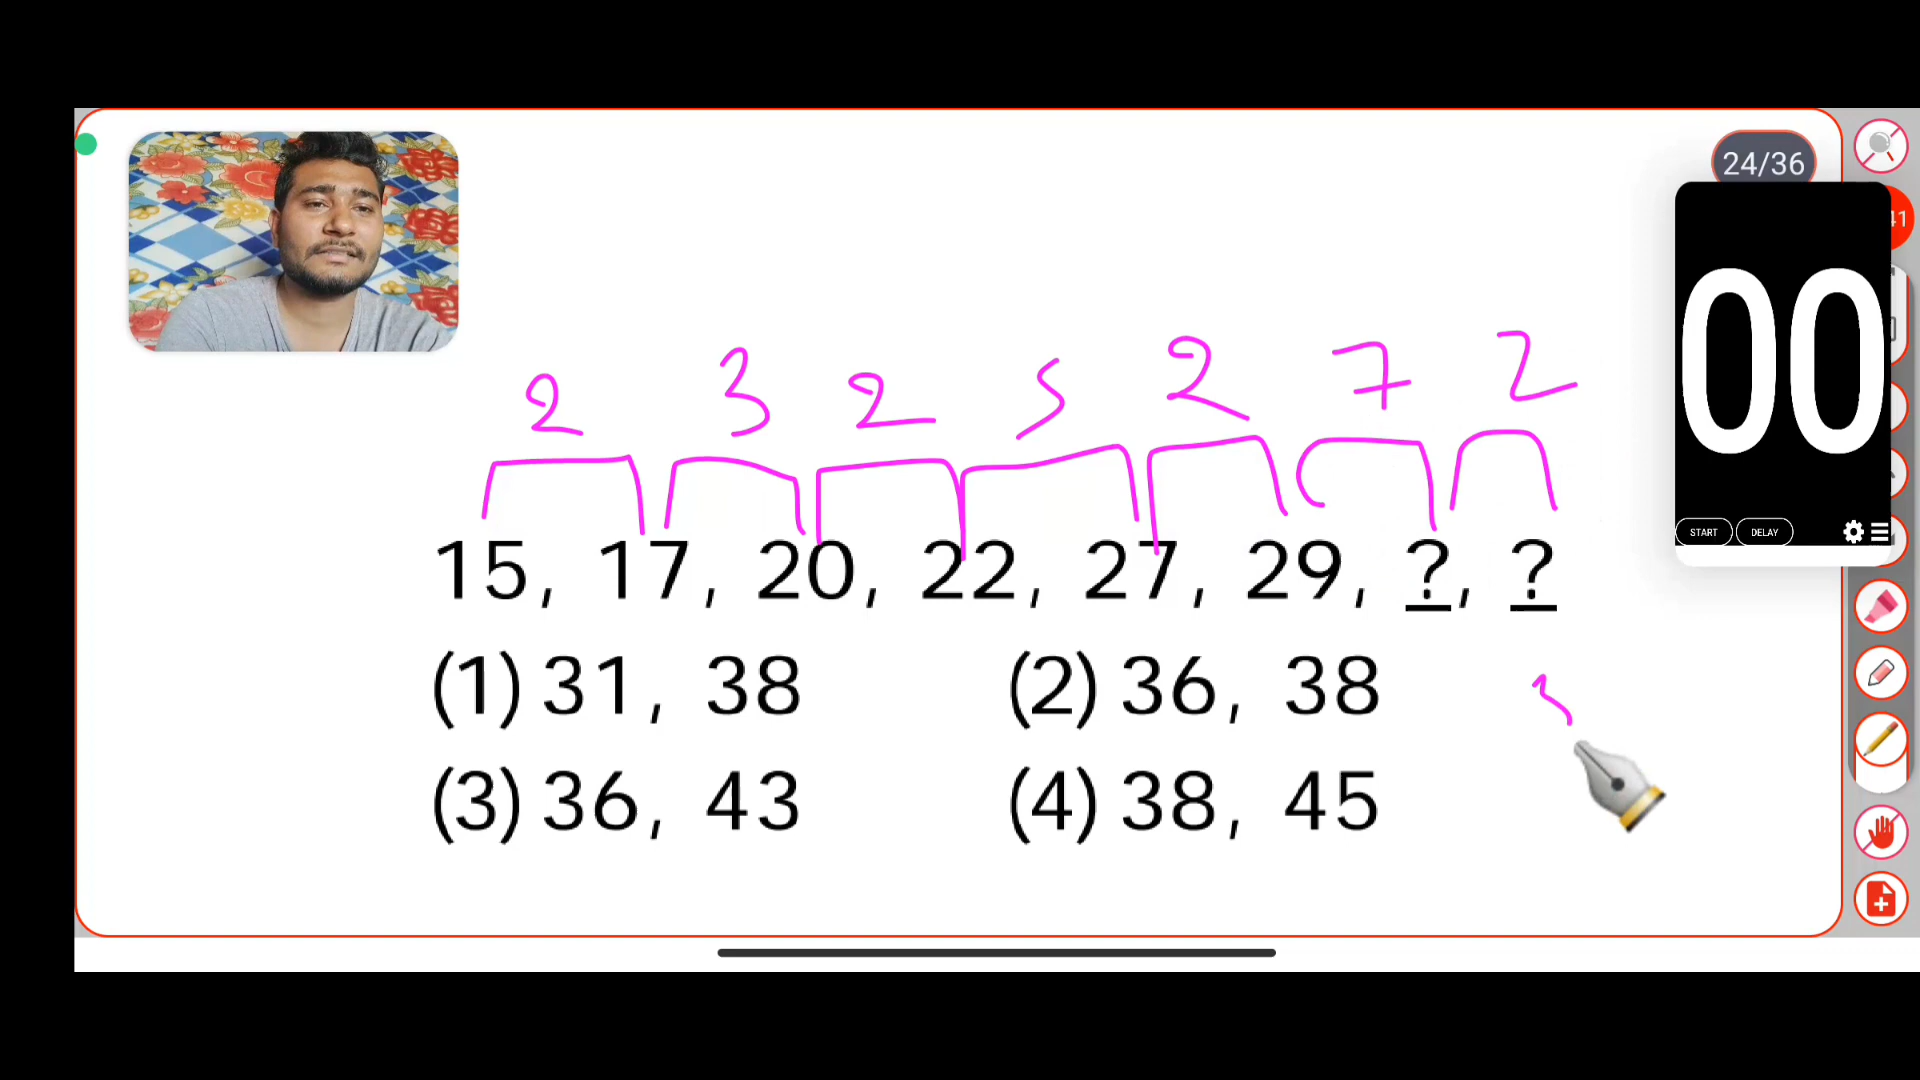 24/36
41
00
START DELAY
2 3 2 5 2 7 2
15, 17, 20, 22, 27, 29, ?, ?
(1) 31, 38 (2) 36, 38
(3) 36, 43 (4) 38, 45